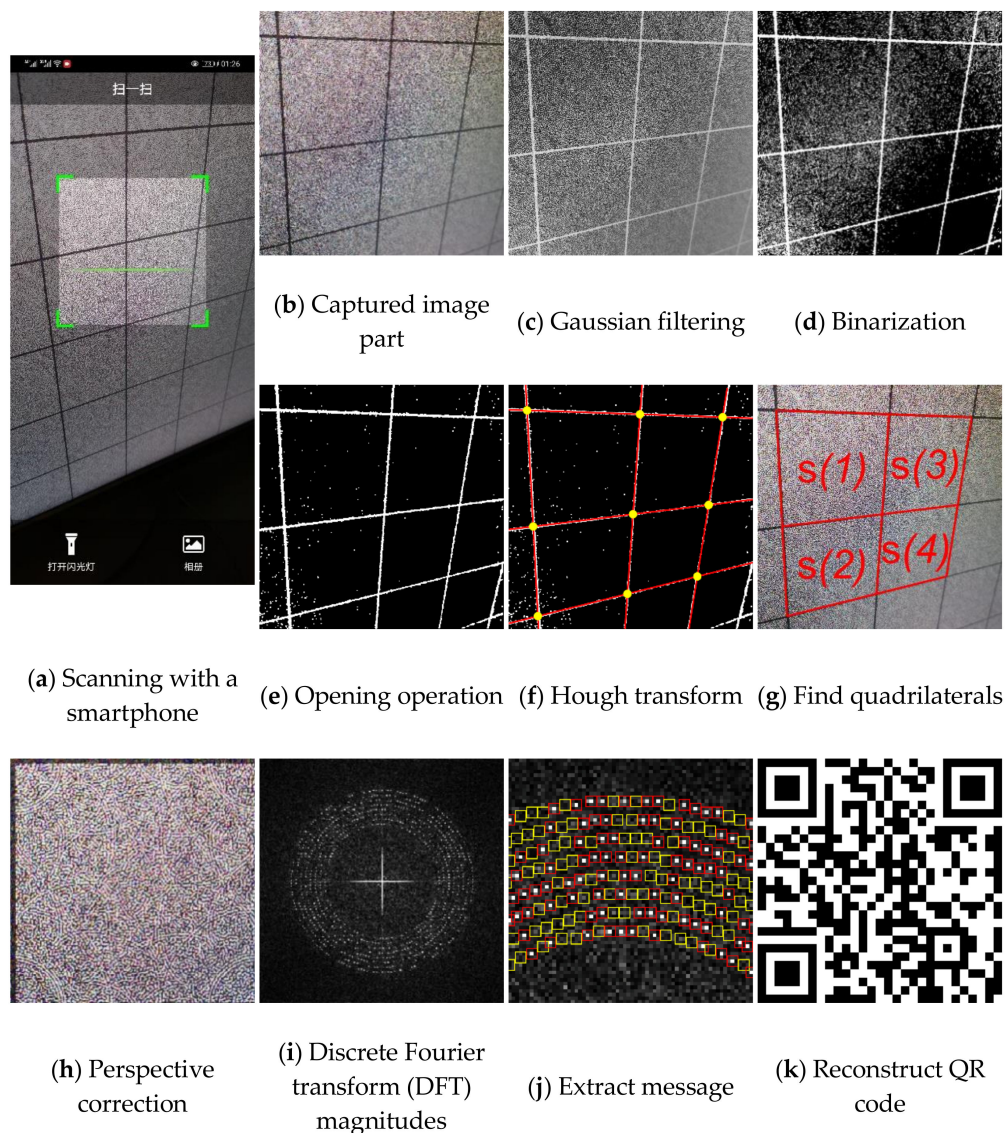 01:26
扫一扫
打开闪光灯
相册
(a) Scanning with a
smartphone
(b) Captured image
part
(c) Gaussian filtering
(d) Binarization
(e) Opening operation
(f) Hough transform
s(1)
s(3)
s(2)
s(4)
(g) Find quadrilaterals
(h) Perspective
correction
(i) Discrete Fourier
transform (DFT)
magnitudes
(j) Extract message
(k) Reconstruct QR
code